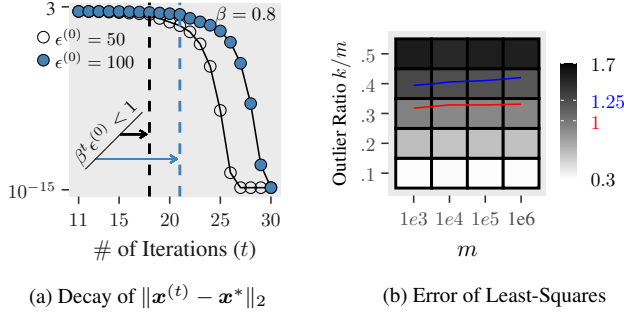 3
β = 0.8
ϵ⁽⁰⁾ = 50
ϵ⁽⁰⁾ = 100
βᵗϵ⁽⁰⁾ < 1
10⁻¹⁵
11 15 20 25 30
# of Iterations (t)
(a) Decay of ‖x⁽ᵗ⁾ − x*‖₂
Outlier Ratio k/m
.5
.4
.3
.2
.1
1e3 1e4 1e5 1e6
m
1.7
1.25
1
0.3
(b) Error of Least-Squares